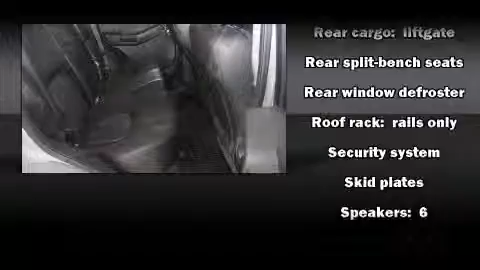 Rear cargo: liftgate
Rear split-bench seats
Rear window defroster
Roof rack: rails only
Security system
Skid plates
Speakers: 6